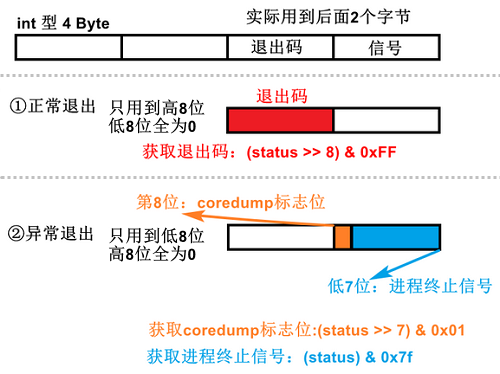 int 型 4 Byte
实际用到后面2个字节
退出码
信号
①正常退出
只用到高8位
低8位全为0
退出码
获取退出码：(status >> 8) & 0xFF
第8位：coredump标志位
②异常退出
只用到低8位
高8位全为0
低7位：进程终止信号
获取coredump标志位:(status >> 7) & 0x01
获取进程终止信号：(status) & 0x7f